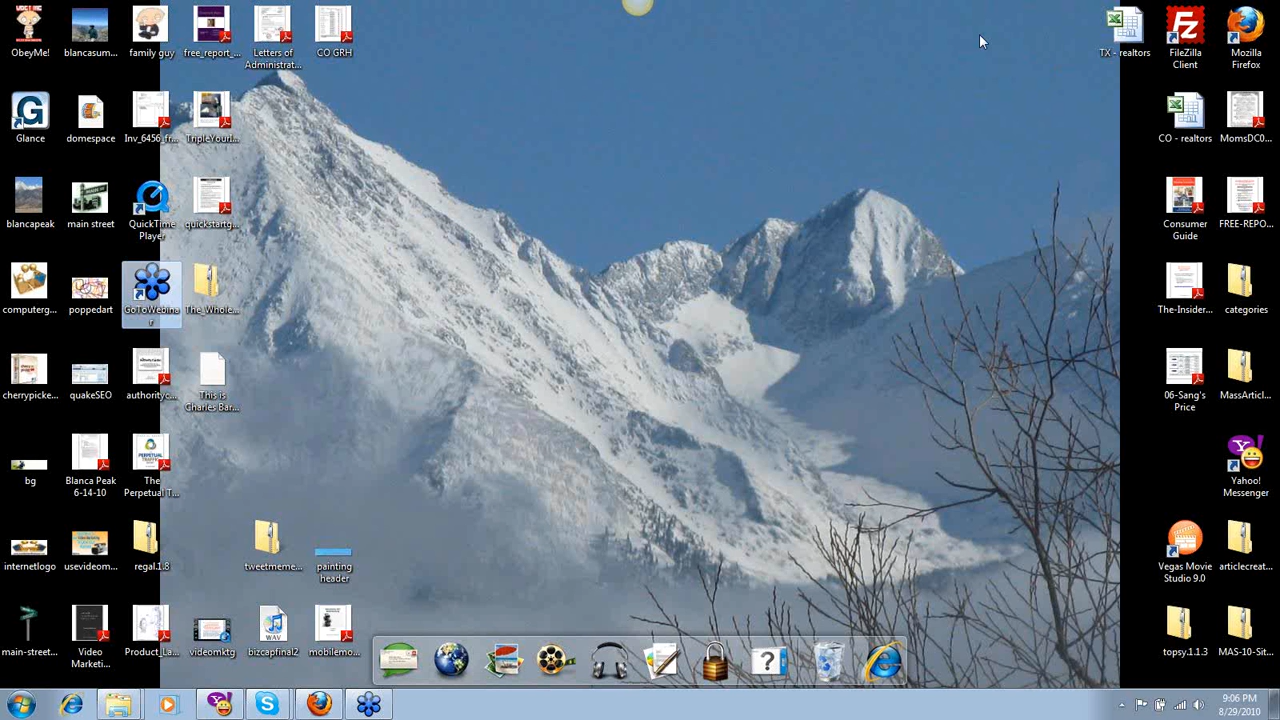 ObeyMe!
blancasum...
family guy
free_report_...
Letters of
Administrat...
CO GRH
TX - realtors
FileZilla
Client
Mozilla
Firefox
Glance
domespace
Inv_6456_fr...
TripleYourI...
CO - realtors
MomsDC0...
blancapeak
main street
QuickTime
Player
quickstartg...
Consumer
Guide
FREE-REPO...
computerg...
poppedart
GoToWebina
r
The_Whole...
The-Insider...
categories
cherrypicke...
quakeSEO
authorityc...
This is
Charles Bar...
06-Sang's
Price
MassArticl...
bg
Blanca Peak
6-14-10
The
Perpetual T...
Yahoo!
Messenger
internetlogo
usevideom...
regal.1.8
tweetmeme...
painting
header
Vegas Movie
Studio 9.0
articlecreat...
main-street...
Video
Marketi...
Product_La...
videomktg
WAV
bizcapfinal2
mobilemo...
topsy.1.1.3
MAS-10-Sit...
9:06 PM
8/29/2010